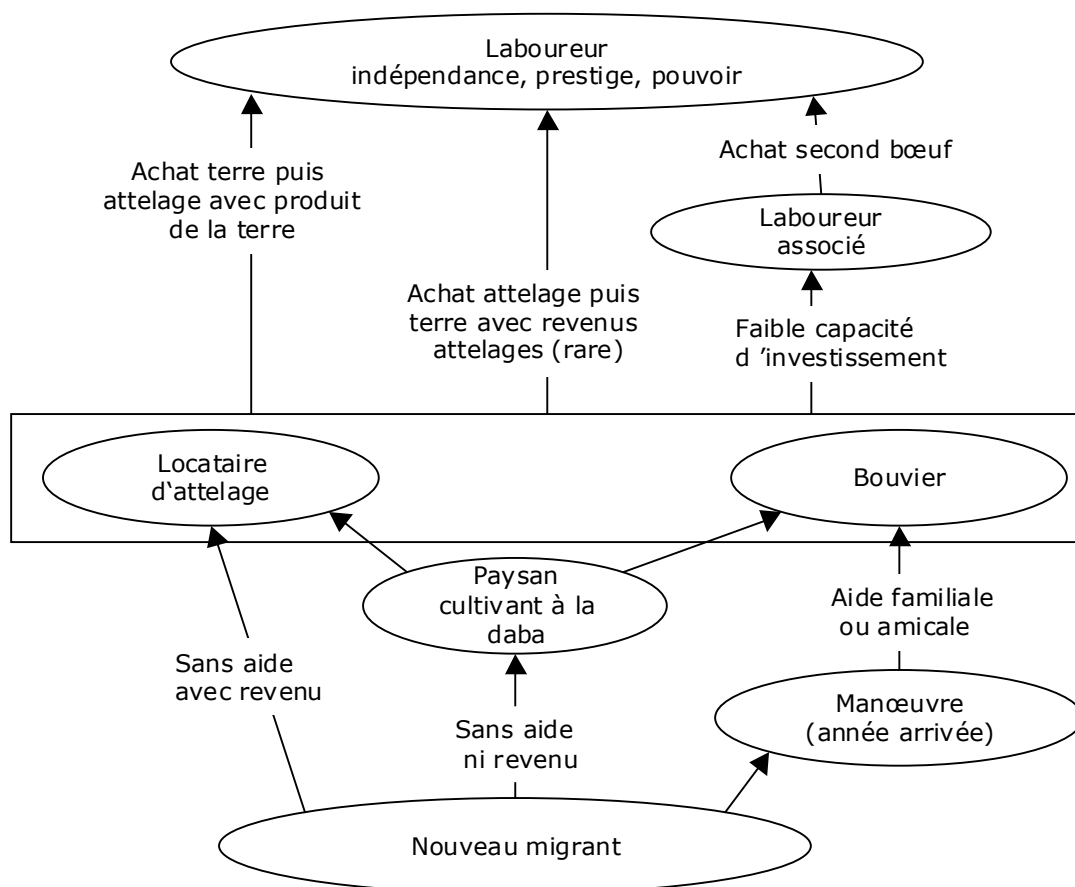 Laboureur
indépendance, prestige, pouvoir
Achat terre puis
attelage avec produit
de la terre
Achat second bœuf
Laboureur
associé
Achat attelage puis
terre avec revenus
attelages (rare)
Faible capacité
d ’investissement
Locataire
d‘attelage
Bouvier
Paysan
cultivant à la
daba
Aide familiale
ou amicale
Sans aide
avec revenu
Sans aide
ni revenu
Manœuvre
(année arrivée)
Nouveau migrant